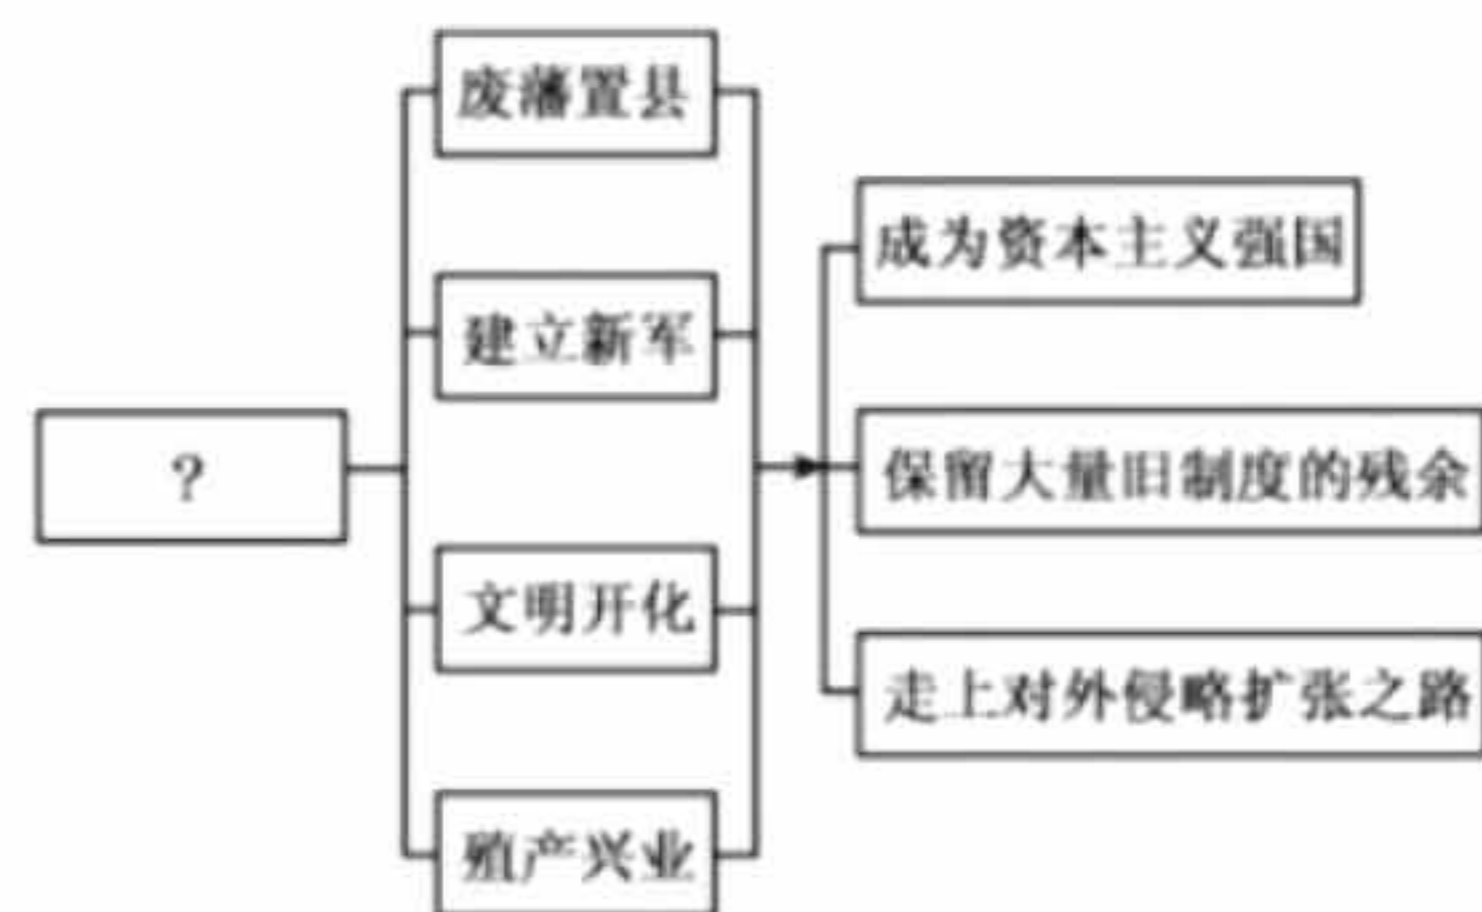 废藩置县
建立新军
?
文明开化
殖产兴业
成为资本主义强国
保留大量旧制度的残余
走上对外侵略扩张之路